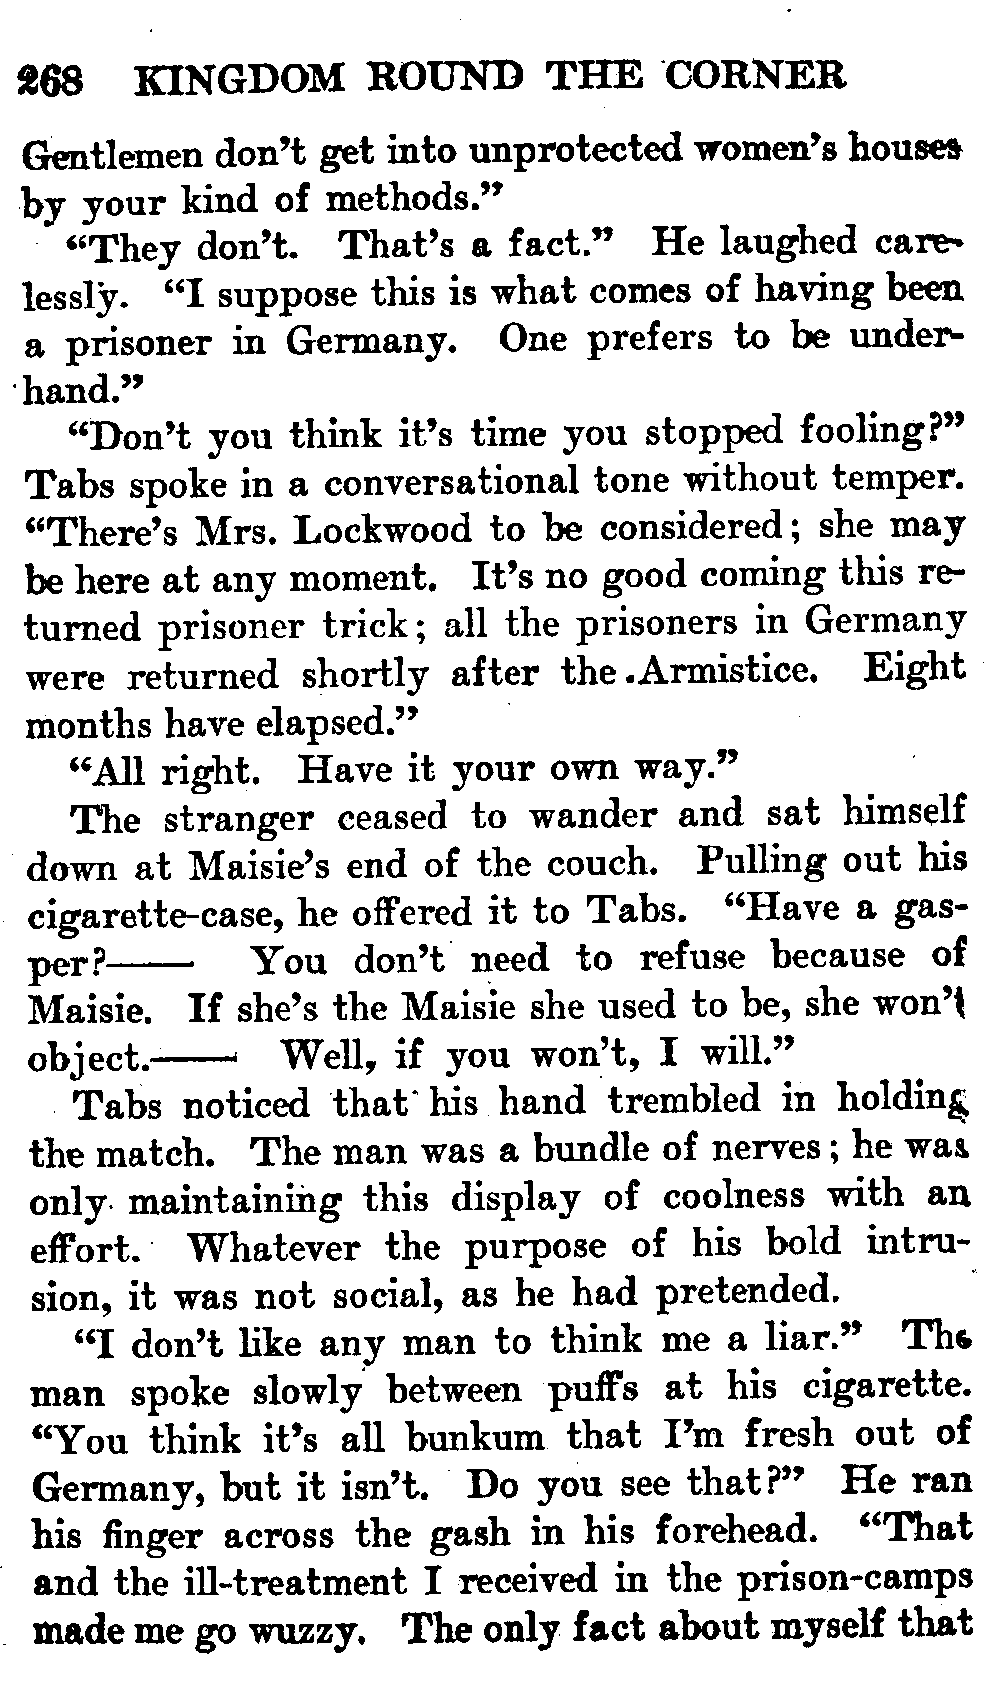 268 KINGDOM ROUND THE CORNER
Gentlemen don't get into unprotected women's houses
by your kind of methods."
"They don't. That's a fact." He laughed care-
lessly. "I suppose this is what comes of having been
a prisoner in Germany. One prefers to be under-
hand."
"Don't you think it's time you stopped fooling?"
Tabs spoke in a conversational tone without temper.
"There's Mrs. Lockwood to be considered; she may
be here at any moment. It's no good coming this re-
turned prisoner trick; all the prisoners in Germany
were returned shortly after the Armistice. Eight
months have elapsed."
"All right. Have it your own way."
The stranger ceased to wander and sat himself
down at Maisie's end of the couch. Pulling out his
cigarette-case, he offered it to Tabs. "Have a gas-
per?—— You don't need to refuse because of
Maisie. If she's the Maisie she used to be, she won't
object.—— Well, if you won't, I will."
Tabs noticed that his hand trembled in holding
the match. The man was a bundle of nerves; he was
only maintaining this display of coolness with an
effort. Whatever the purpose of his bold intru-
sion, it was not social, as he had pretended.
"I don't like any man to think me a liar." The
man spoke slowly between puffs at his cigarette.
"You think it's all bunkum that I'm fresh out of
Germany, but it isn't. Do you see that?" He ran
his finger across the gash in his forehead. "That
and the ill-treatment I received in the prison-camps
made me go wuzzy. The only fact about myself that